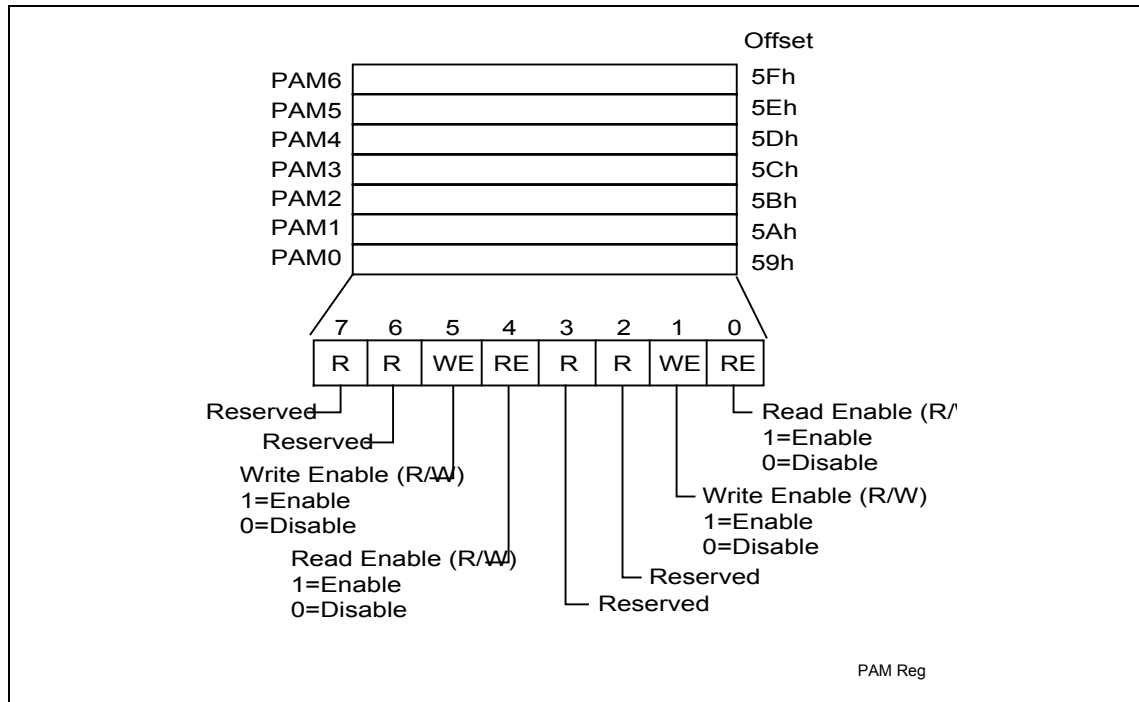 Offset
PAM6 5Fh
PAM5 5Eh
PAM4 5Dh
PAM3 5Ch
PAM2 5Bh
PAM1 5Ah
PAM0 59h
7 6 5 4 3 2 1 0
R R WE RE R R WE RE
Reserved
Reserved
Write Enable (R/W)
1=Enable
0=Disable
Read Enable (R/W)
1=Enable
0=Disable
Reserved
Reserved
Write Enable (R/W)
1=Enable
0=Disable
Read Enable (R/
1=Enable
0=Disable
PAM Reg